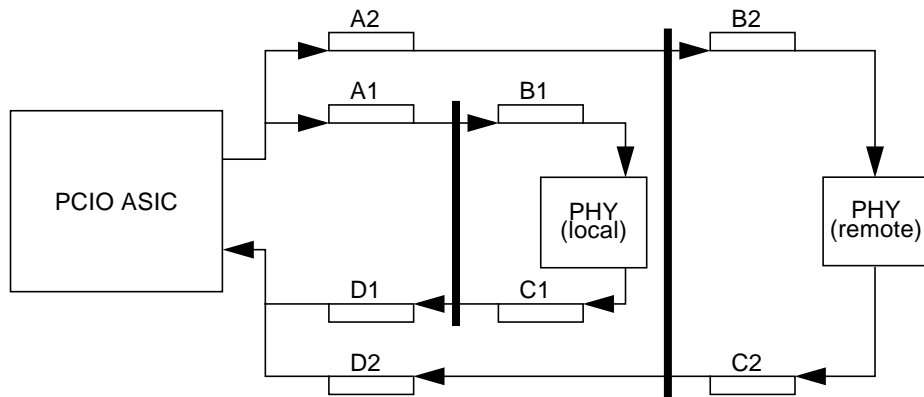 A2
B2
A1
B1
PCIO ASIC
PHY
(local)
PHY
(remote)
D1
C1
D2
C2